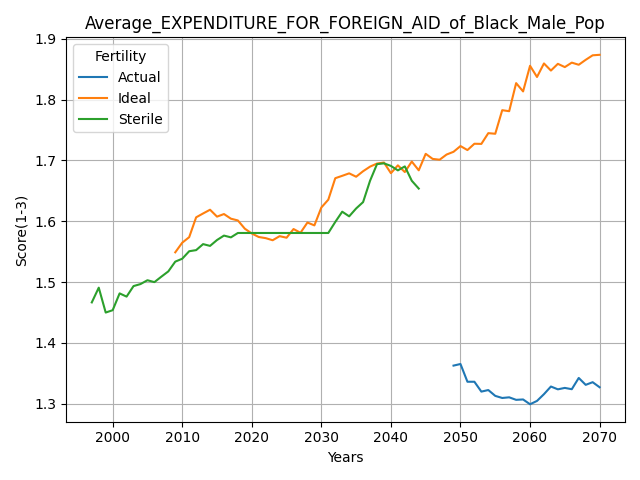 Average_EXPENDITURE_FOR_FOREIGN_AID_of_Black_Male_Pop
Fertility
Actual
Ideal
Sterile
Score(1-3)
1.9
1.8
1.7
1.6
1.5
1.4
1.3
2000 2010 2020 2030 2040 2050 2060 2070
Years